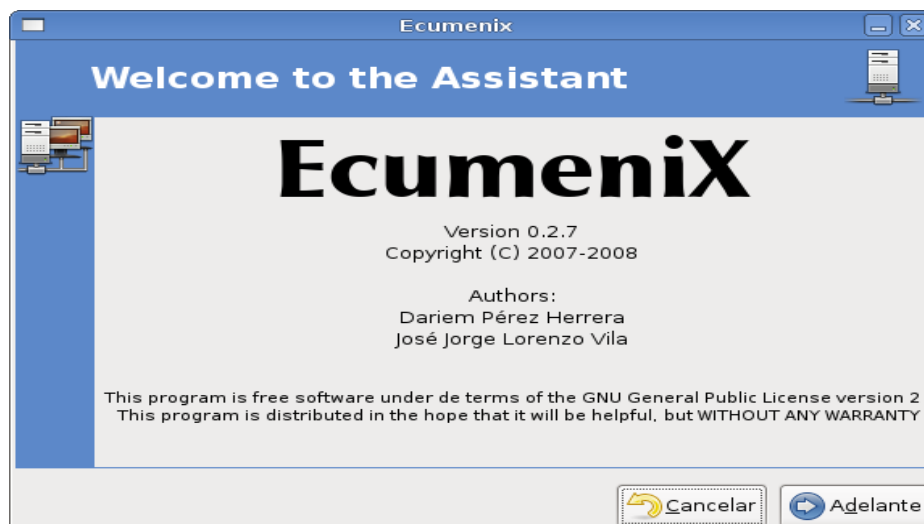 Ecumenix
Welcome to the Assistant
EcumeniX
Version 0.2.7
Copyright (C) 2007-2008
Authors:
Dariem Pérez Herrera
José Jorge Lorenzo Vila
This program is free software under de terms of the GNU General Public License version 2
This program is distributed in the hope that it will be helpful, but WITHOUT ANY WARRANTY
Cancelar
Adelante